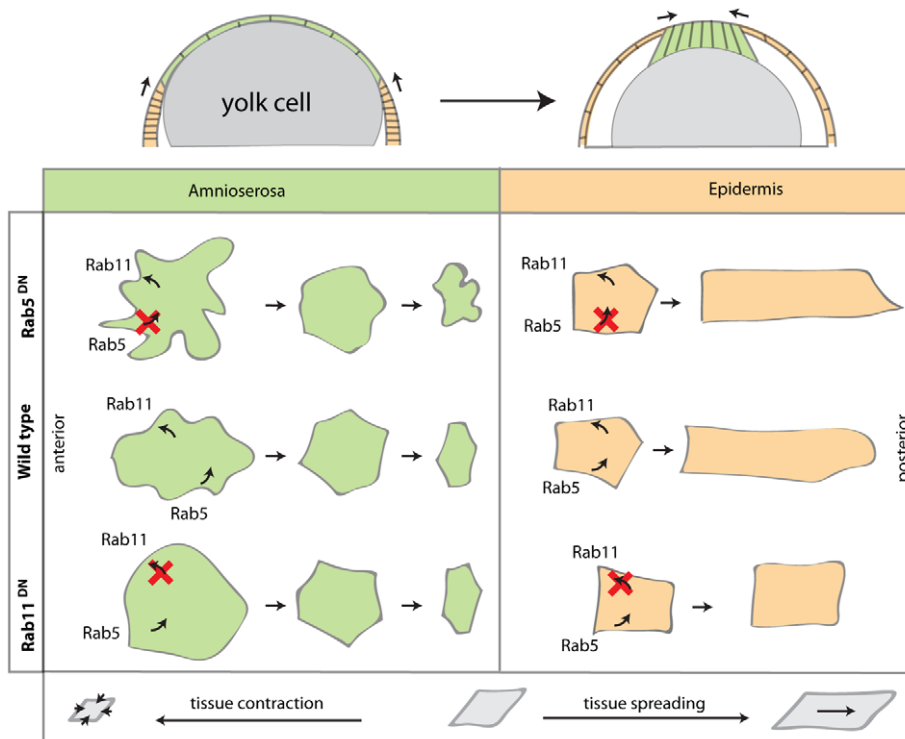 yolk cell
Amnioserosa
Epidermis
Rab5 DN
Rab11
Rab5
Rab11
Rab5
Wild type
anterior
Rab11
Rab5
Rab11
Rab5
posterior
Rab11 DN
Rab11
Rab5
Rab11
Rab5
tissue contraction
tissue spreading